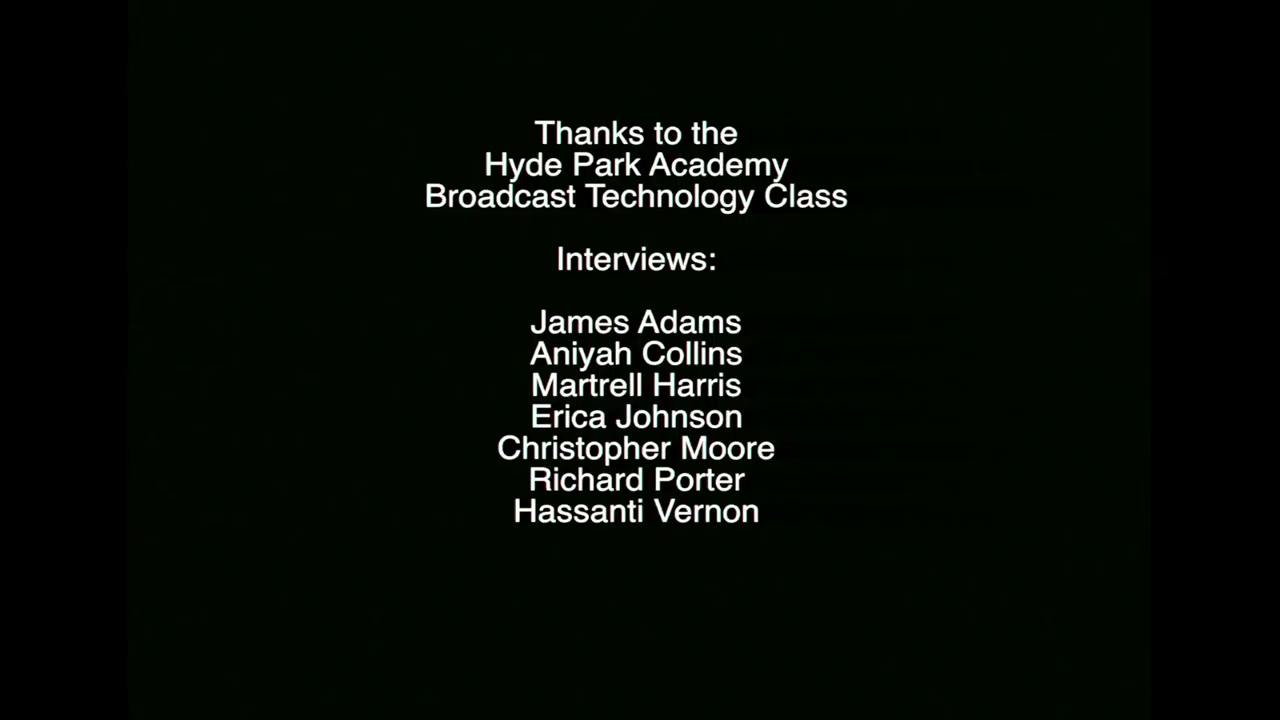 Thanks to the
Hyde Park Academy
Broadcast Technology Class
Interviews:
James Adams
Aniyah Collins
Martrell Harris
Erica Johnson
Christopher Moore
Richard Porter
Hassanti Vernon